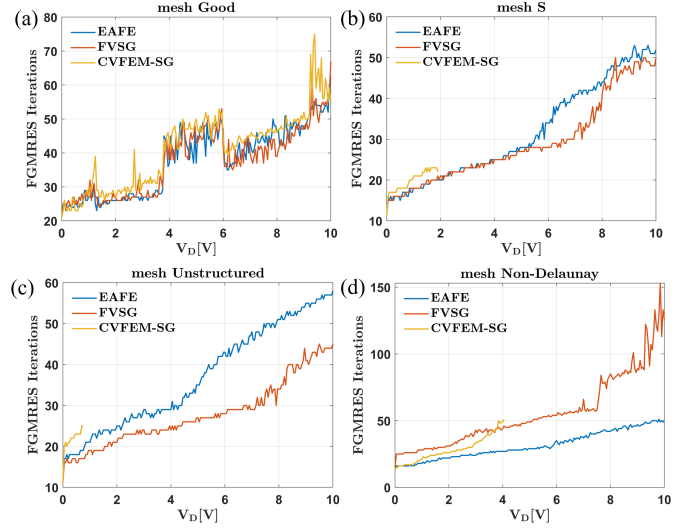 (a)
mesh Good
EAFE
FVSG
CVFEM-SG
FGMRES Iterations
80
70
60
50
40
30
20
0 2 4 6 8 10
V_D[V]
(b)
mesh S
EAFE
FVSG
CVFEM-SG
FGMRES Iterations
60
50
40
30
20
10
0 2 4 6 8 10
V_D[V]
(c)
mesh Unstructured
EAFE
FVSG
CVFEM-SG
FGMRES Iterations
60
50
40
30
20
10
0 2 4 6 8 10
V_D[V]
(d)
mesh Non-Delaunay
EAFE
FVSG
CVFEM-SG
FGMRES Iterations
150
100
50
0
0 2 4 6 8 10
V_D[V]